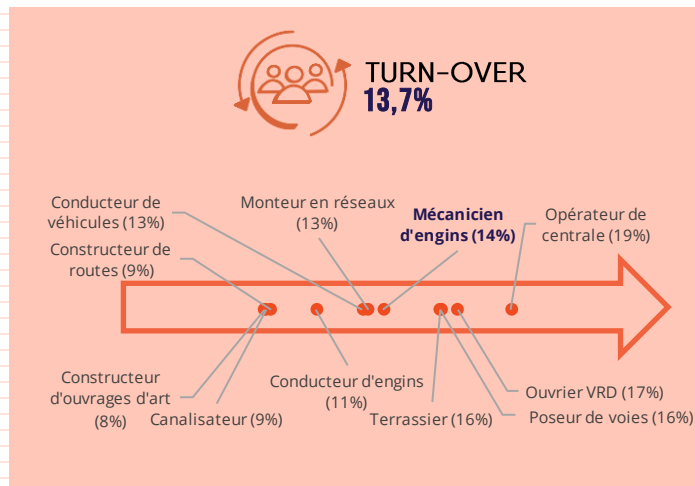 TURN-OVER
13,7%
Conducteur de
véhicules (13%)
Monteur en réseaux
(13%)
Mécanicien
d'engins (14%)
Opérateur de
centrale (19%)
Constructeur de
routes (9%)
Constructeur
d'ouvrages d'art
(8%)
Canalisateur (9%)
Conducteur d'engins
(11%)
Terrassier (16%)
Ouvrier VRD (17%)
Poseur de voies (16%)